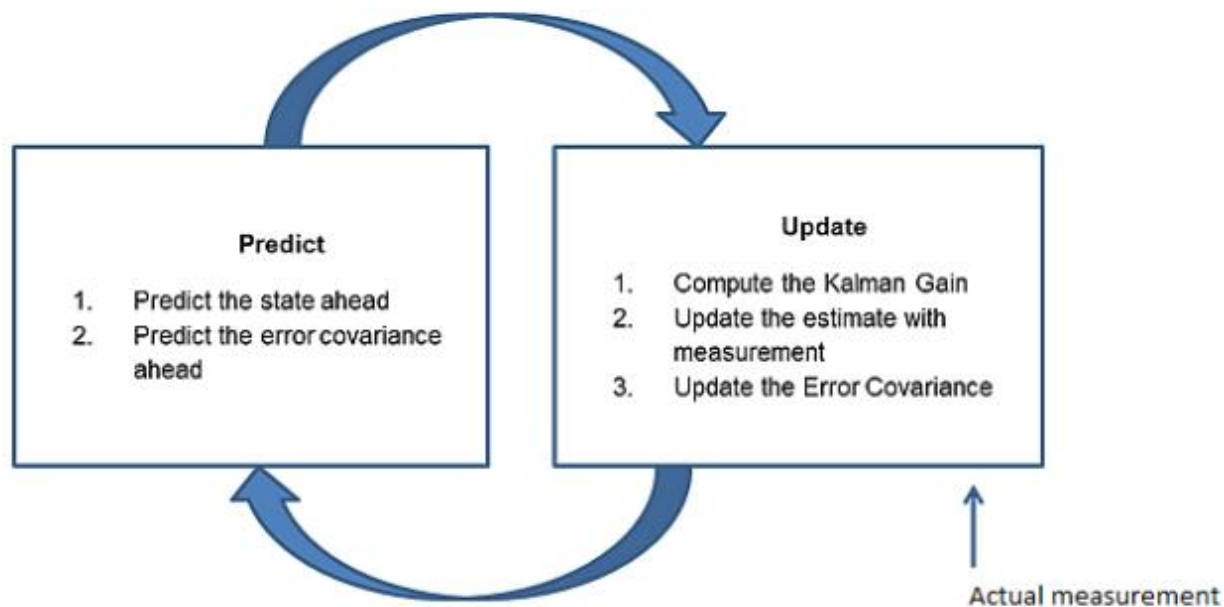 Predict
1. Predict the state ahead
2. Predict the error covariance
ahead
Update
1. Compute the Kalman Gain
2. Update the estimate with
measurement
3. Update the Error Covariance
Actual measurement